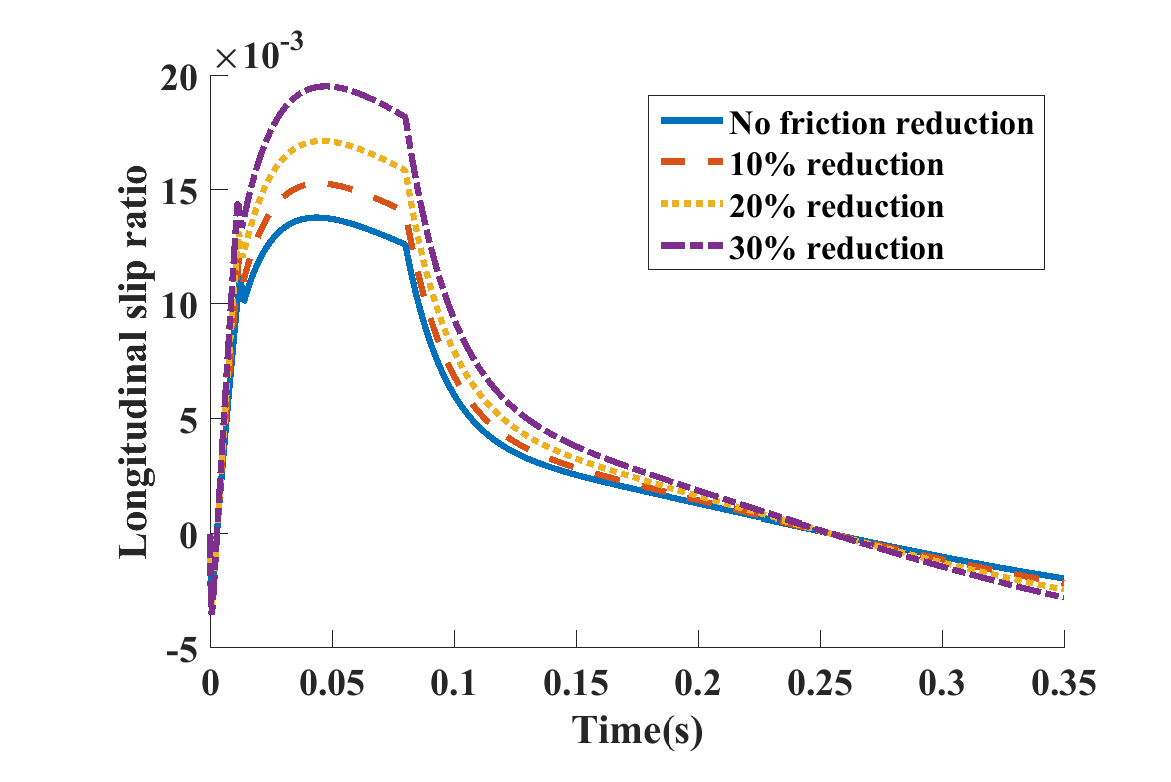 ×10-3
20
15
10
5
0
-5
Longitudinal slip ratio
No friction reduction
10% reduction
20% reduction
30% reduction
0 0.05 0.1 0.15 0.2 0.25 0.3 0.35
Time(s)